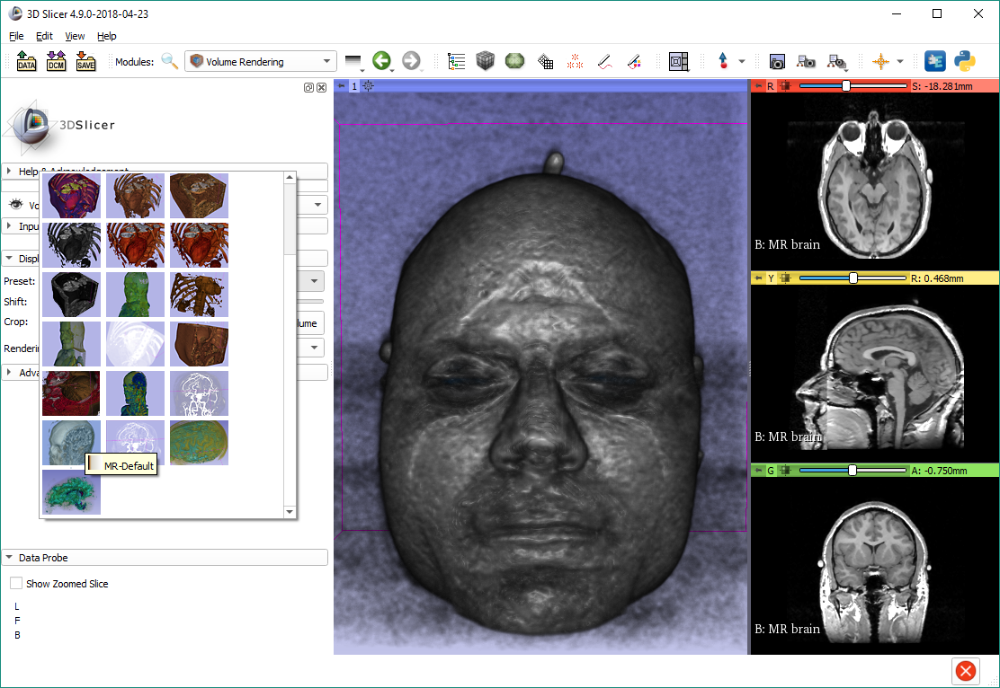 3D Slicer 4.9.0-2018-04-23
File Edit View Help
DATA DCM SAVE Modules: Volume Rendering
1
R S: -18.281mm
3DSlicer
Help & Acknowledgement
Vo
Inpu
Displ
Preset:
Shift:
Crop: lume
Renderin
Adva
MR-Default
Data Probe
Show Zoomed Slice
L
F
B
B: MR brain
Y R: 0.468mm
B: MR brain
G A: -0.750mm
B: MR brain